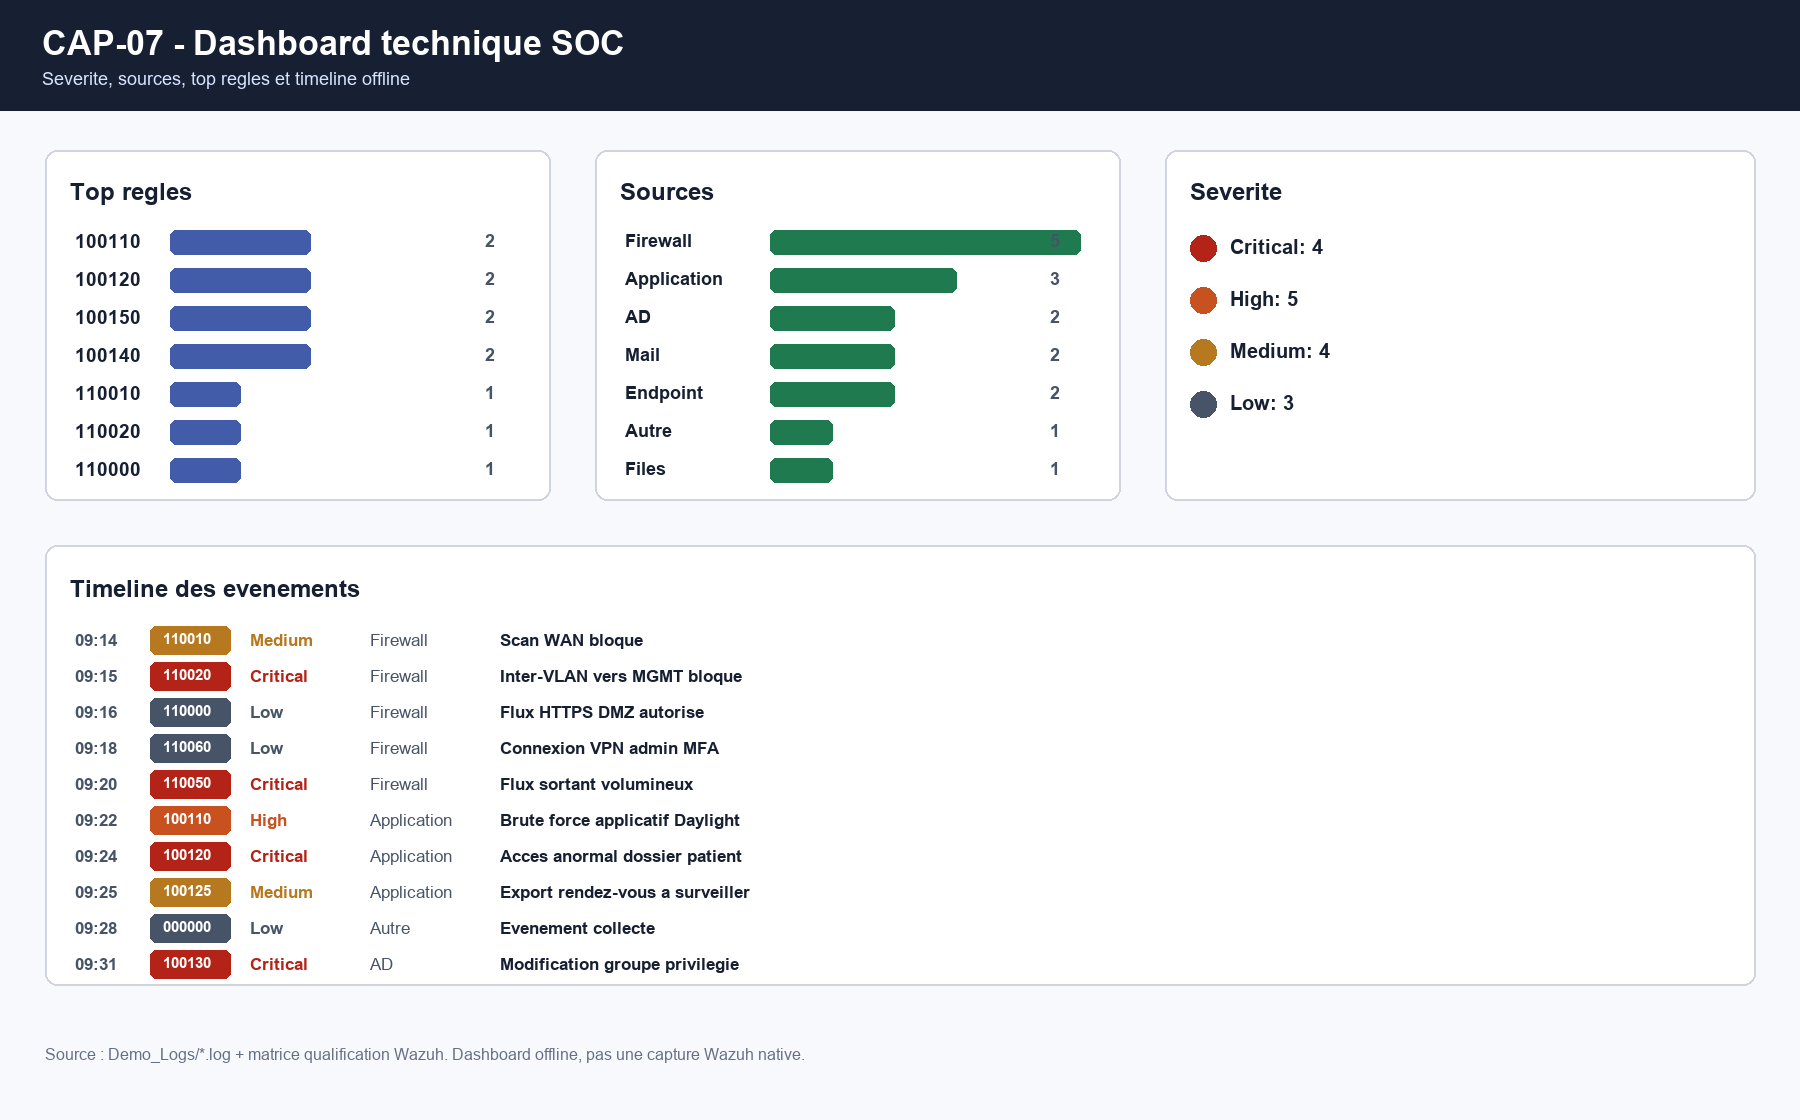 CAP-07 - Dashboard technique SOC
Severite, sources, top regles et timeline offline
Top regles
100110 2
100120 2
100150 2
100140 2
110010 1
110020 1
110000 1
Sources
Firewall 5
Application 3
AD 2
Mail 2
Endpoint 2
Autre 1
Files 1
Severite
Critical: 4
High: 5
Medium: 4
Low: 3
Timeline des evenements
09:14 110010 Medium Firewall Scan WAN bloque
09:15 110020 Critical Firewall Inter-VLAN vers MGMT bloque
09:16 110000 Low Firewall Flux HTTPS DMZ autorise
09:18 110060 Low Firewall Connexion VPN admin MFA
09:20 110050 Critical Firewall Flux sortant volumineux
09:22 100110 High Application Brute force applicatif Daylight
09:24 100120 Critical Application Acces anormal dossier patient
09:25 100125 Medium Application Export rendez-vous a surveiller
09:28 000000 Low Autre Evenement collecte
09:31 100130 Critical AD Modification groupe privilegie
Source : Demo_Logs/*.log + matrice qualification Wazuh. Dashboard offline, pas une capture Wazuh native.